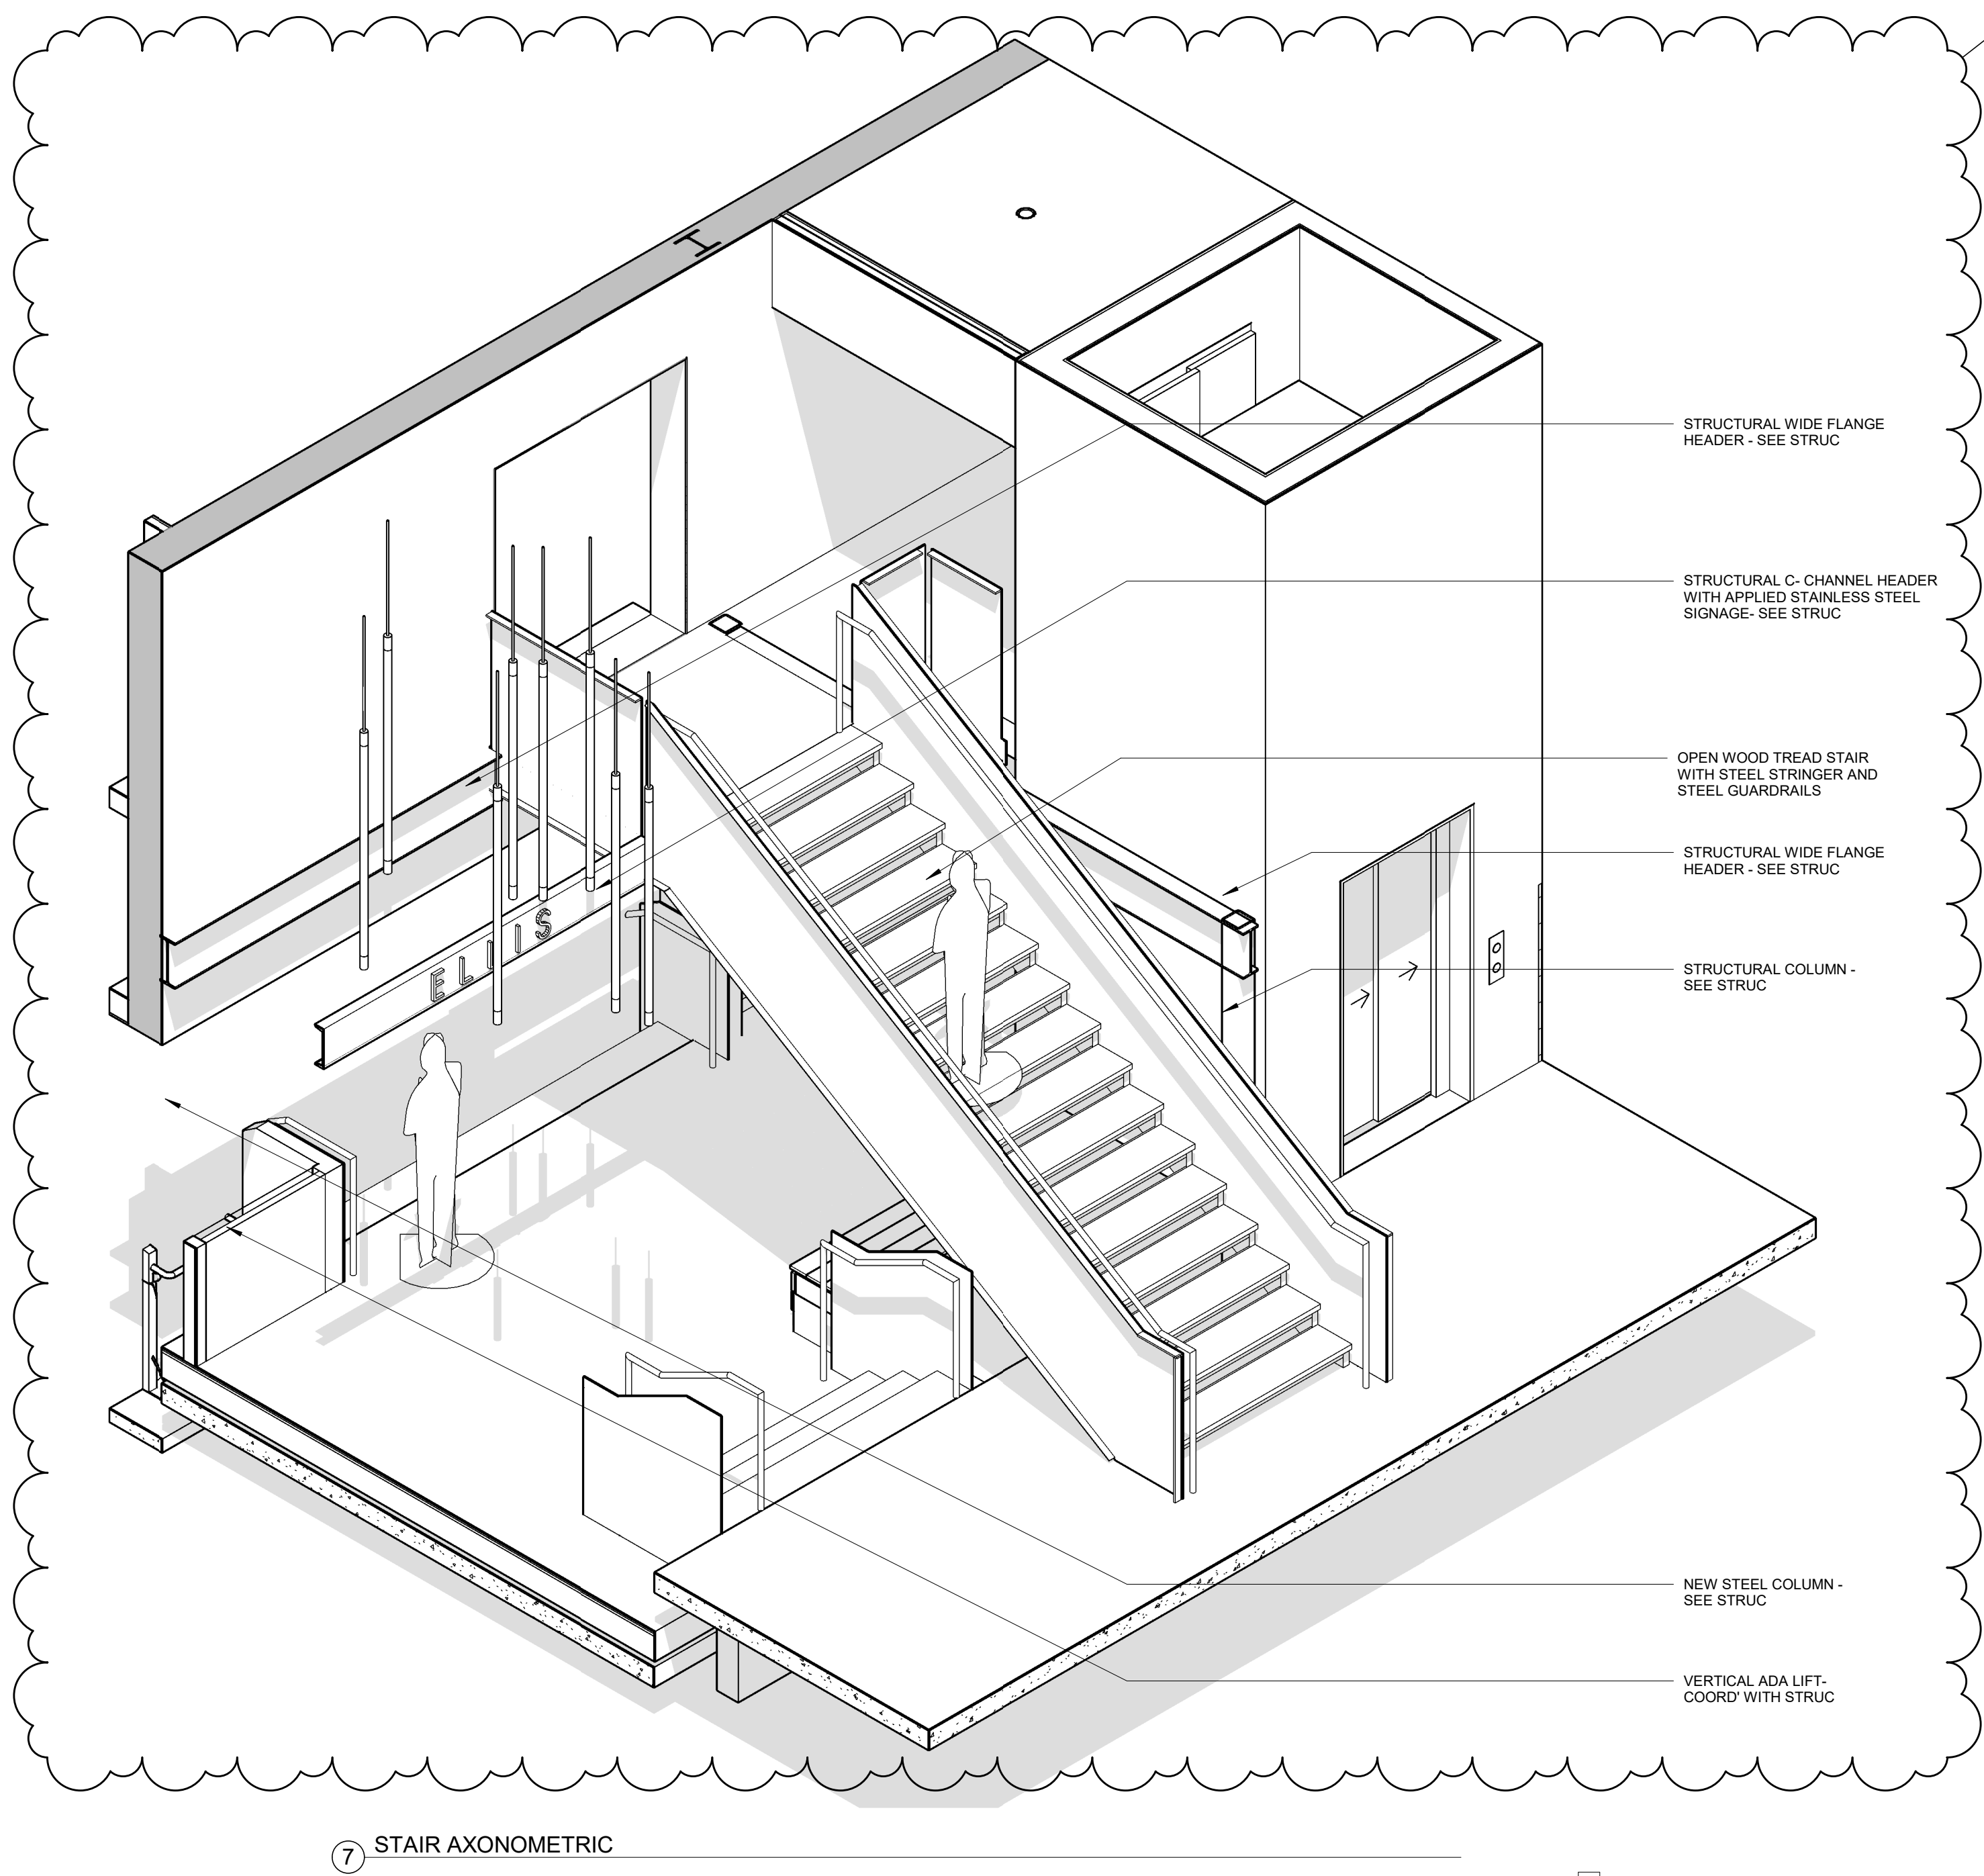 STRUCTURAL WIDE FLANGE
HEADER - SEE STRUC
STRUCTURAL C- CHANNEL HEADER
WITH APPLIED STAINLESS STEEL
SIGNAGE- SEE STRUC
OPEN WOOD TREAD STAIR
WITH STEEL STRINGER AND
STEEL GUARDRAILS
STRUCTURAL WIDE FLANGE
HEADER - SEE STRUC
E L L I S
STRUCTURAL COLUMN -
SEE STRUC
NEW STEEL COLUMN -
SEE STRUC
VERTICAL ADA LIFT-
COORD' WITH STRUC
7 STAIR AXONOMETRIC